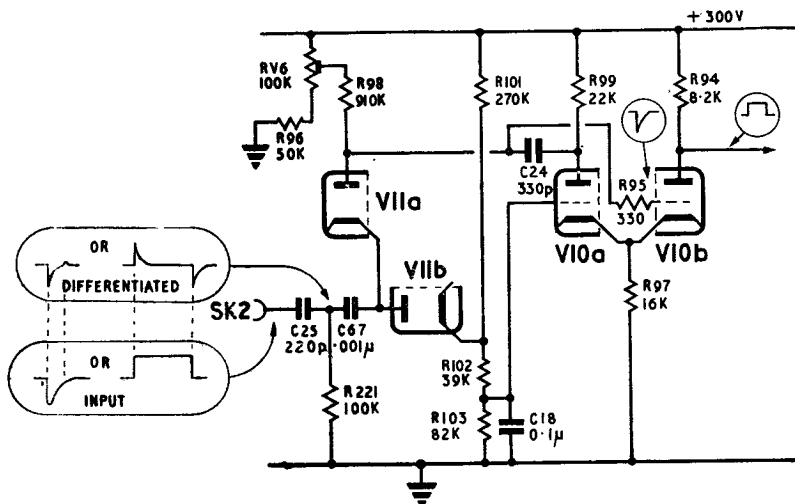 + 300V
RV6
100K
R98
910K
R101
270K
R99
22K
R94
8·2K
R96
50K
C24
330p
R95
330
V11a
V10a
V10b
OR
DIFFERENTIATED
V11b
SK2
C25
220p
C67
·001µ
R97
16K
OR
INPUT
R221
100K
R102
39K
R103
82K
C18
0·1µ